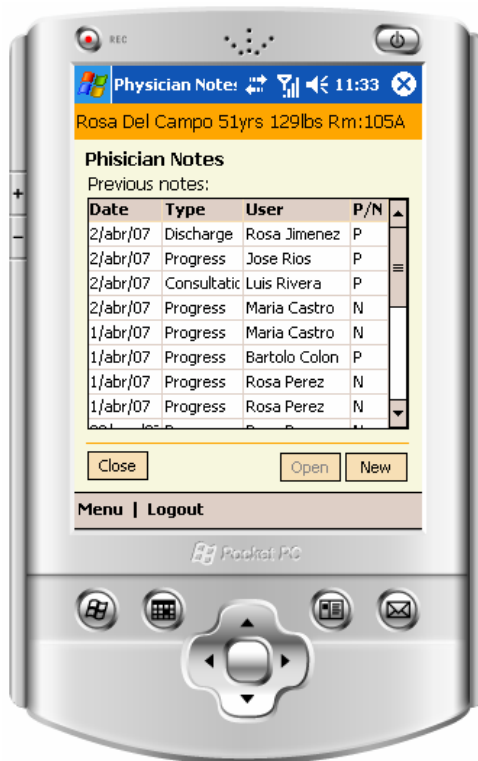 REC
Physician Note: 11:33
Rosa Del Campo 51yrs 129lbs Rm:105A
Phisician Notes
Previous notes:
Date Type User P/N
2/abr/07 Discharge Rosa Jimenez P
2/abr/07 Progress Jose Rios P
2/abr/07 Consultatic Luis Rivera P
2/abr/07 Progress Maria Castro N
1/abr/07 Progress Maria Castro N
1/abr/07 Progress Bartolo Colon P
1/abr/07 Progress Rosa Perez N
1/abr/07 Progress Rosa Perez N
Close Open New
Menu | Logout
Pocket PC